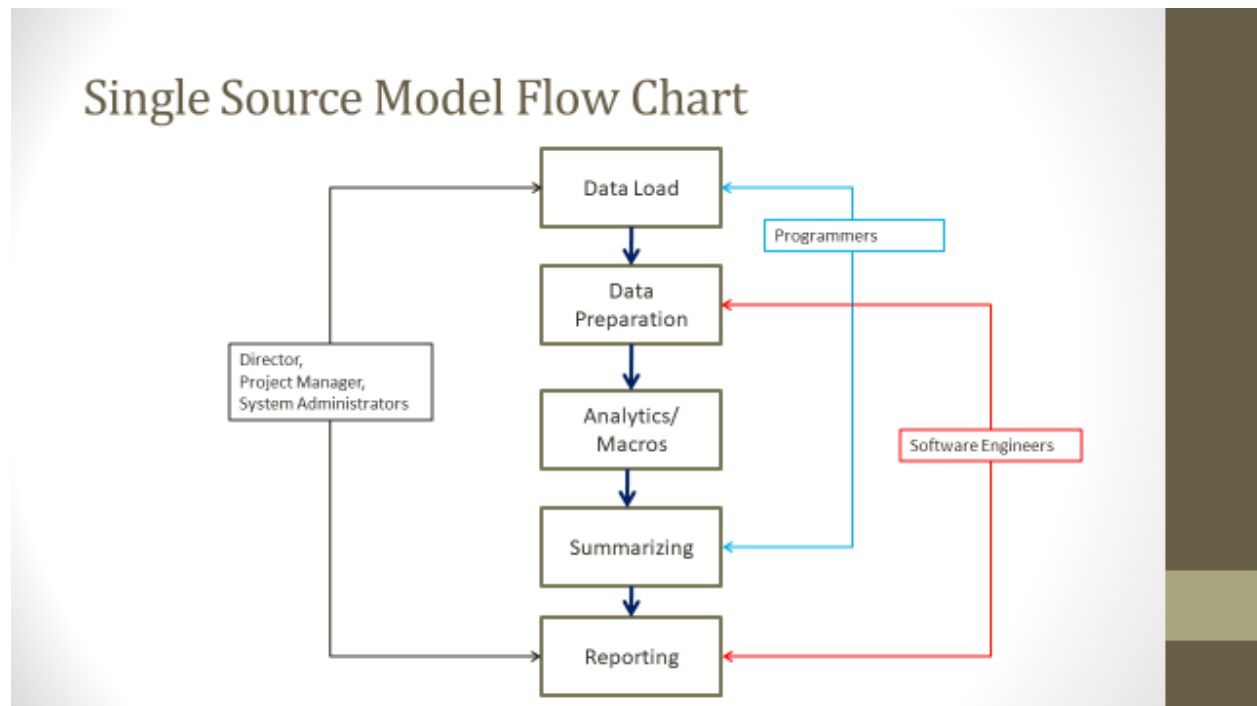 Single Source Model Flow Chart
Data Load
Programmers
Data
Preparation
Director,
Project Manager,
System Administrators
Analytics/
Macros
Software Engineers
Summarizing
Reporting